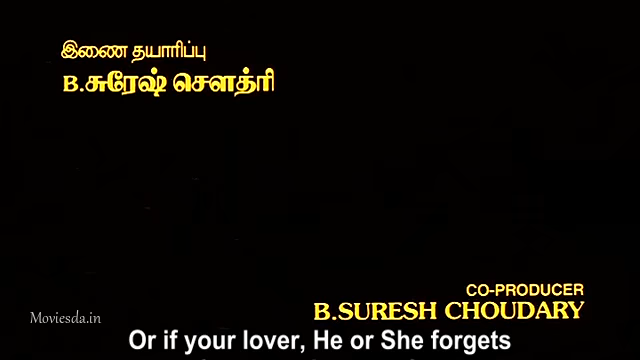 இணை தயாரிப்பு
B.சுரேஷ் சௌத்ரி
CO-PRODUCER
B.SURESH CHOUDARY
Moviesda.in
Or if your lover, He or She forgets